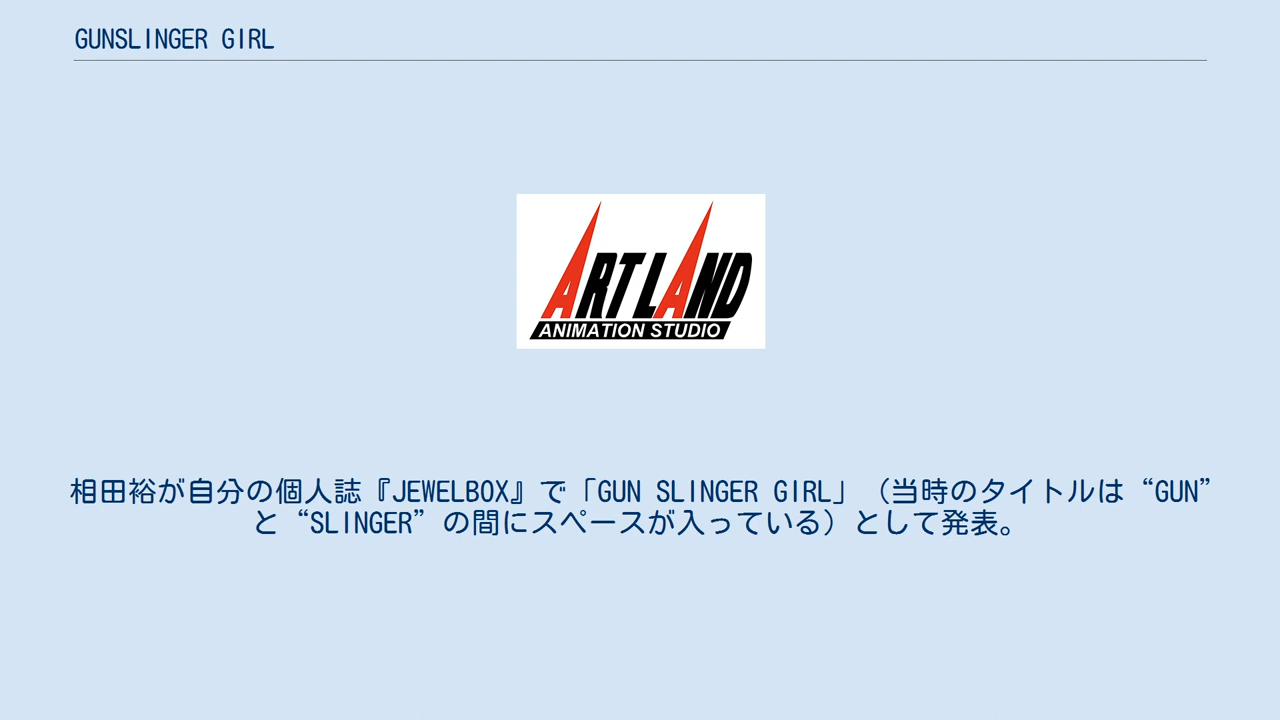 GUNSLINGER GIRL
ARTLAND
ANIMATION STUDIO
相田裕が自分の個人誌『JEWELBOX』で「GUN SLINGER GIRL」（当時のタイトルは“GUN”
と“SLINGER”の間にスペースが入っている）として発表。